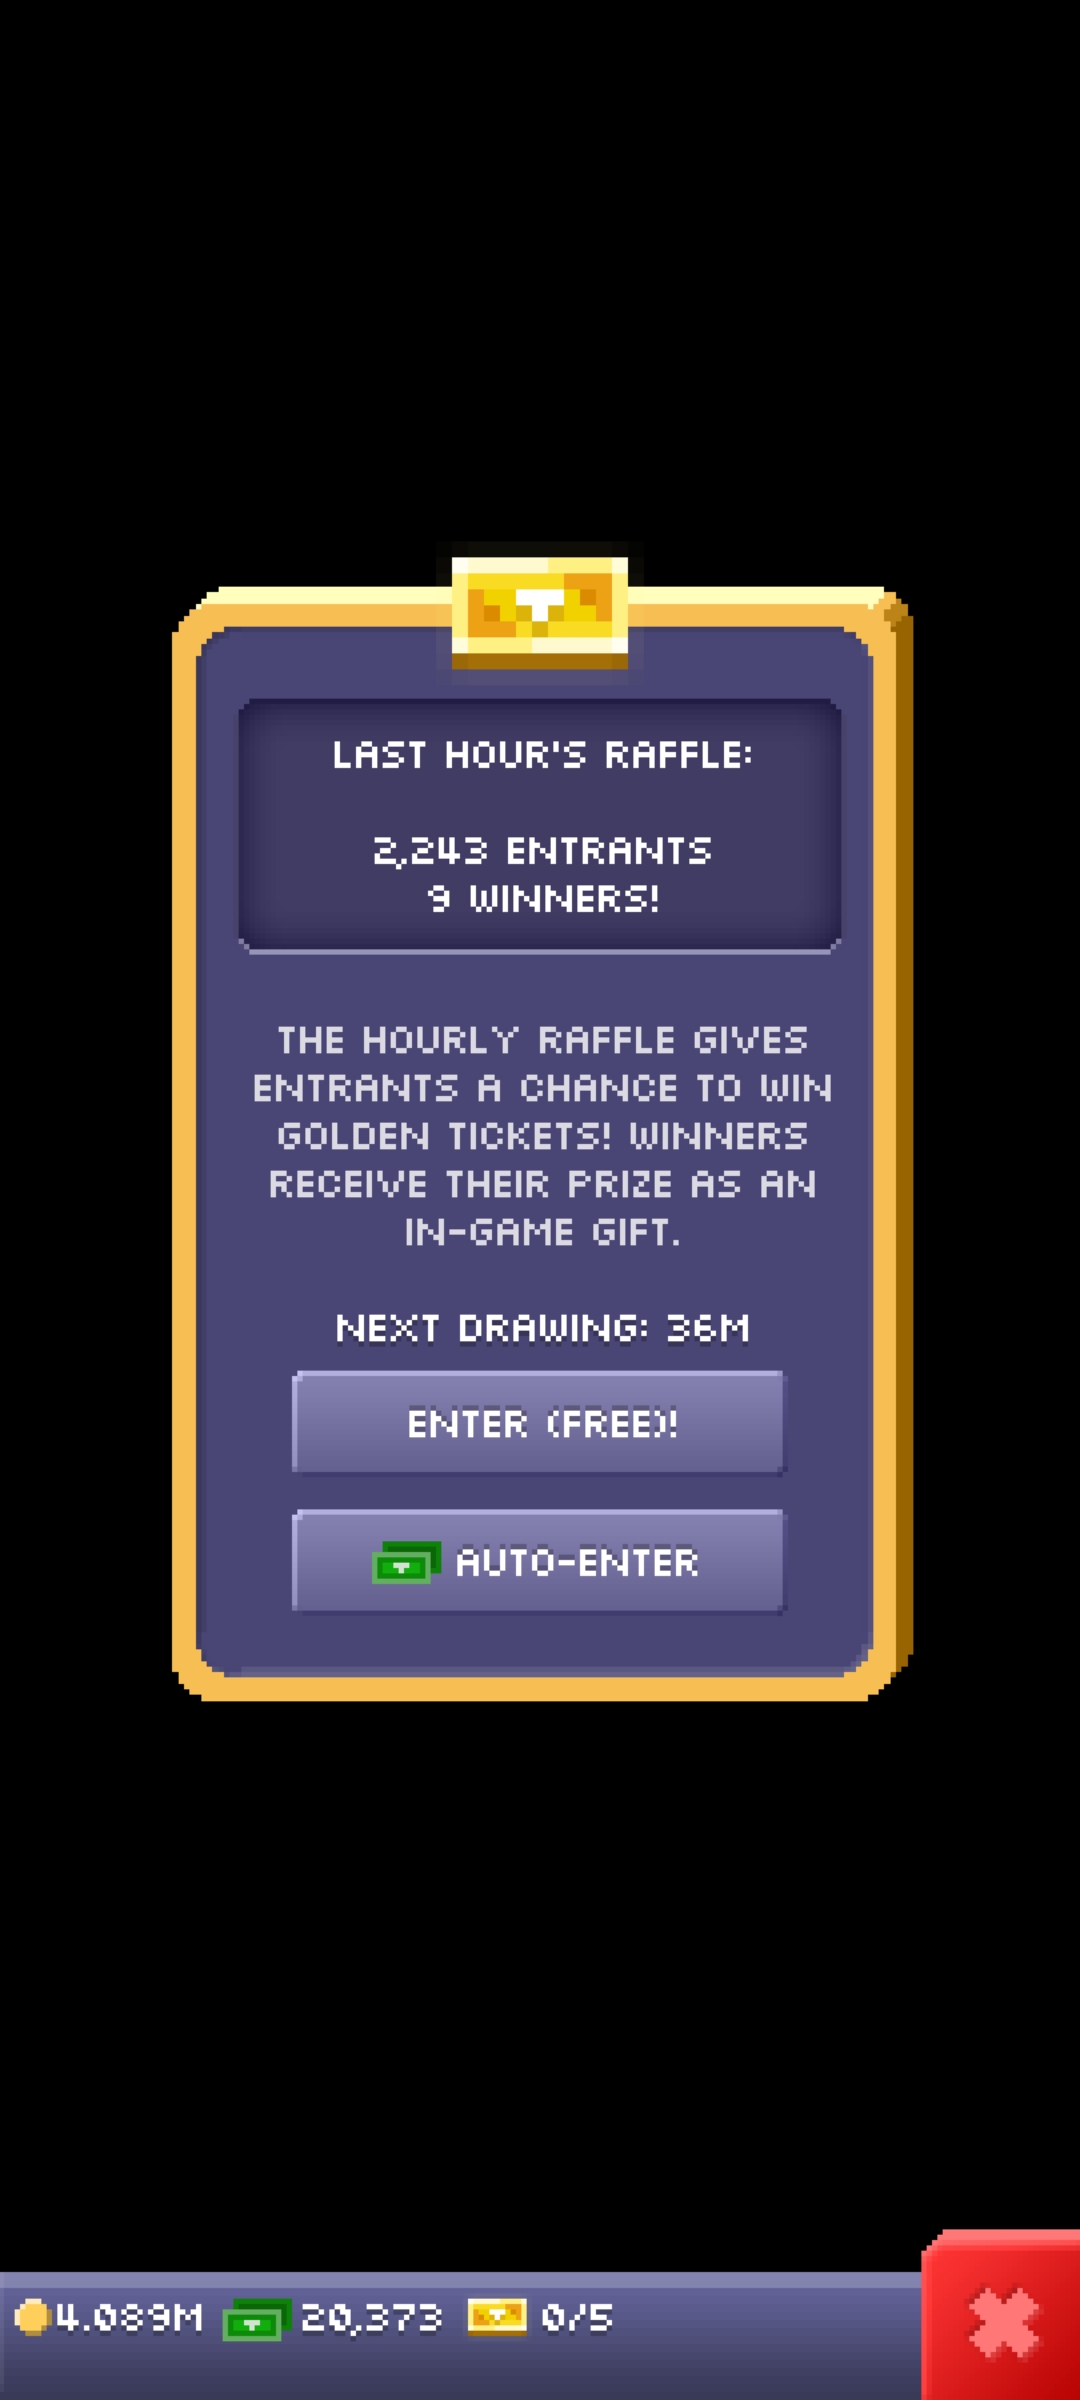 LAST HOUR'S RAFFLE:
2,243 ENTRANTS
9 WINNERS!
THE HOURLY RAFFLE GIVES
ENTRANTS A CHANCE TO WIN
GOLDEN TICKETS! WINNERS
RECEIVE THEIR PRIZE AS AN
IN-GAME GIFT.
NEXT DRAWING: 36M
ENTER (FREE)!
AUTO-ENTER
4.089M 20,373 0/5